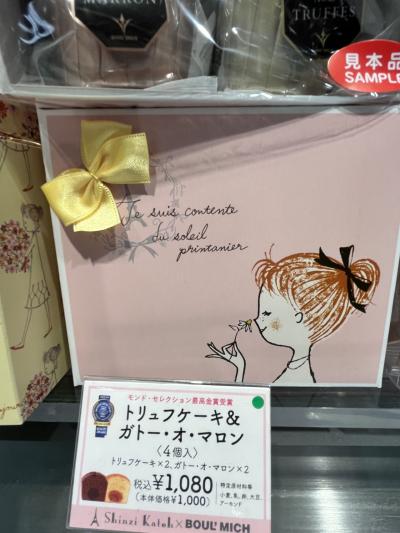 MARRON
BOUL'MICH
TRUFFES
見本品
SAMPLE
Je suis contente
du soleil
printanier
モンド・セレクション最高金賞受賞
トリュフケーキ&
ガトー・オ・マロン
〈4個入〉
トリュフケーキ×2、ガトー・オ・マロン×2
税込¥1,080
(本体価格¥1,000)
特定原材料等
小麦、乳、卵、大豆、
アーモンド
Shinzi Katoh×BOUL'MICH